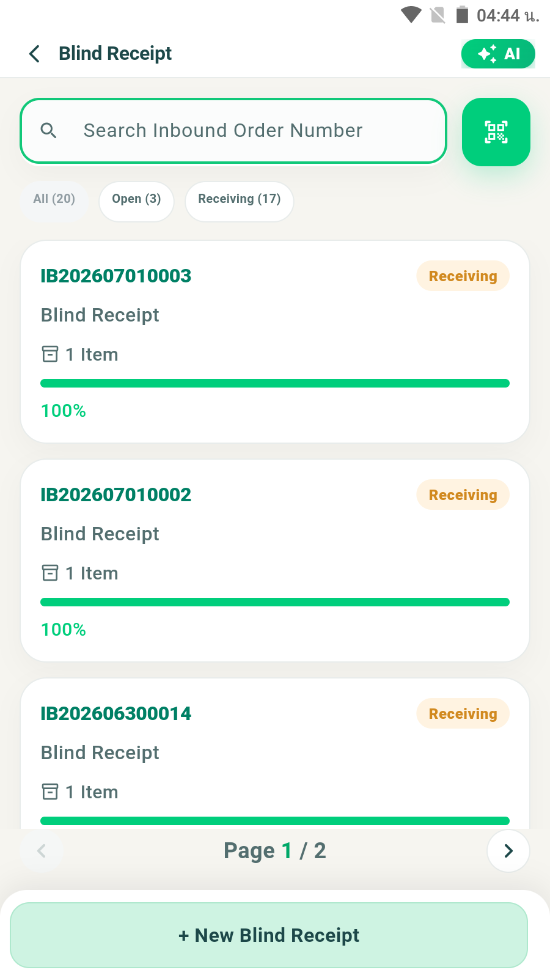 04:44 น.
Blind Receipt
AI
Search Inbound Order Number
All (20)
Open (3)
Receiving (17)
IB202607010003
Receiving
Blind Receipt
1 Item
100%
IB202607010002
Receiving
Blind Receipt
1 Item
100%
IB202606300014
Receiving
Blind Receipt
1 Item
Page 1 / 2
+ New Blind Receipt